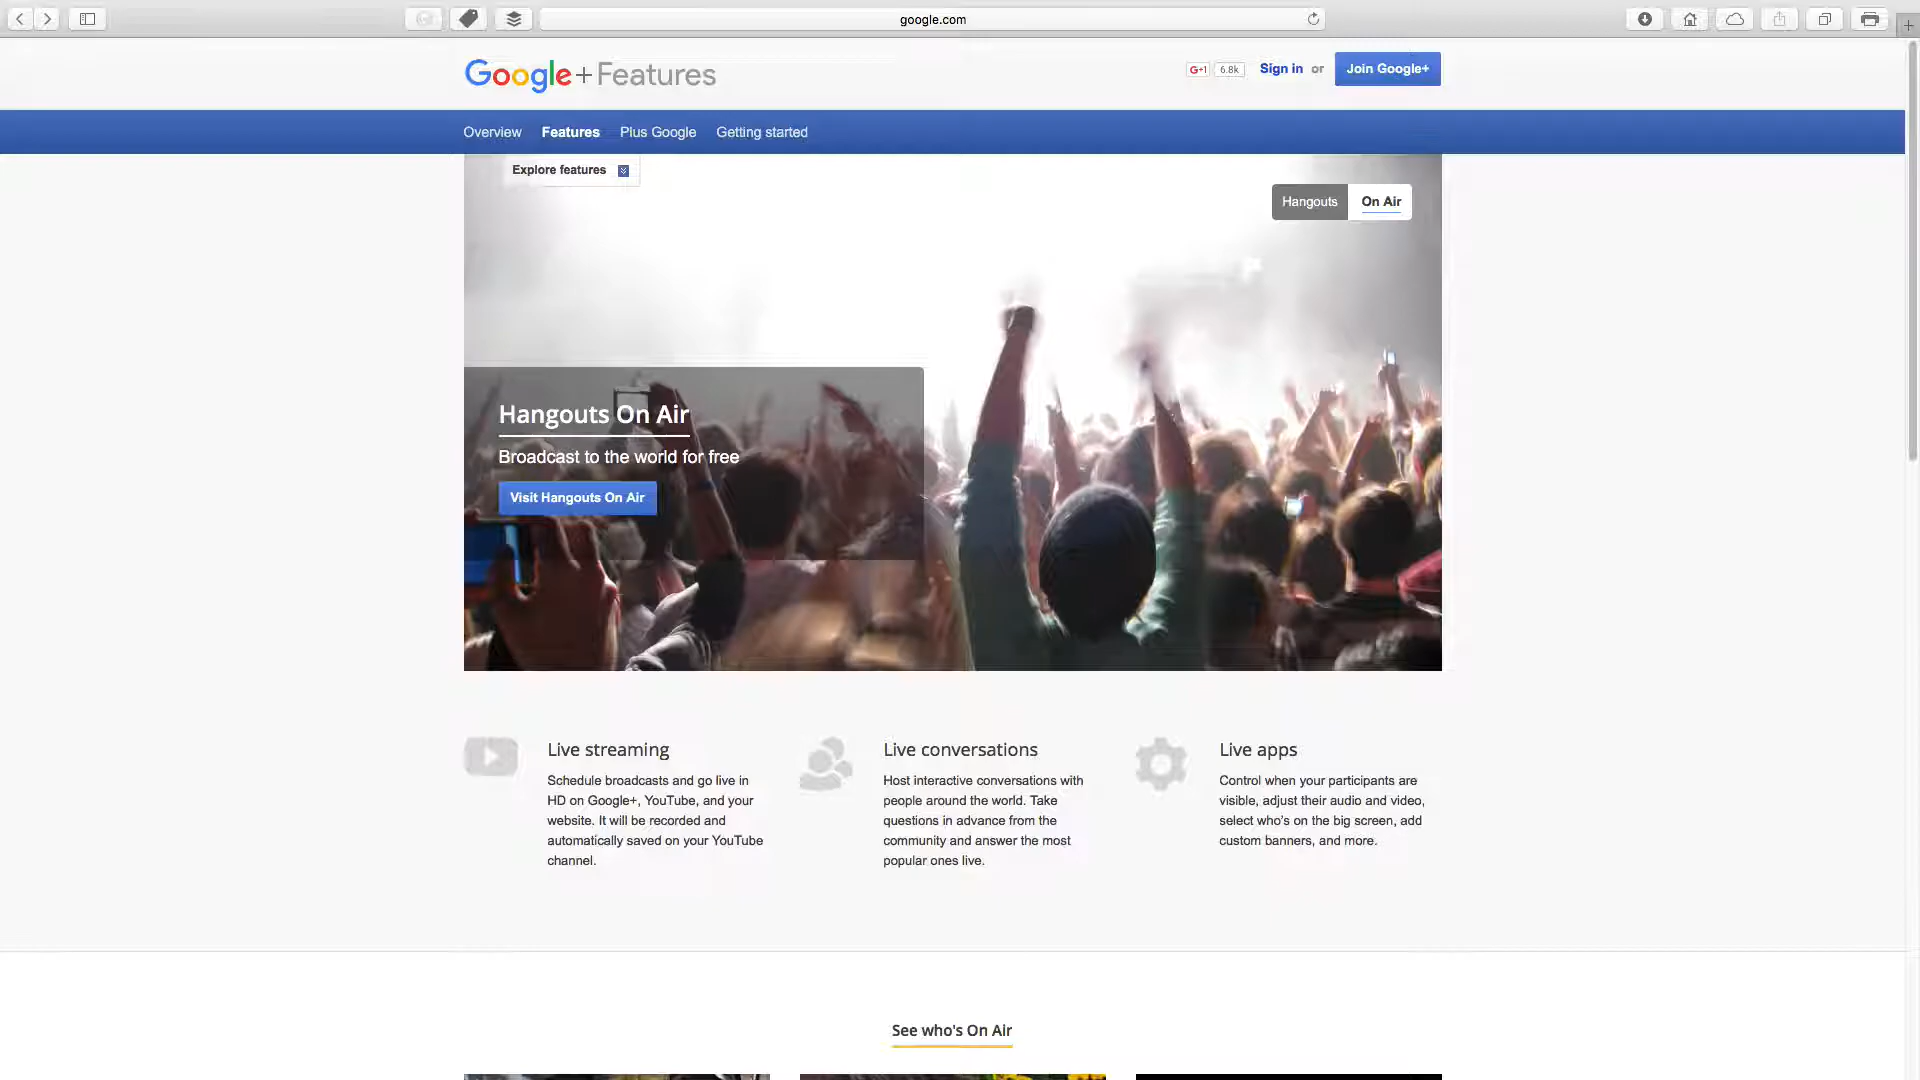 google.com
Google+ Features
G+1 6.8k Sign in or Join Google+
Overview Features Plus Google Getting started
Explore features
Hangouts On Air
Hangouts On Air
Broadcast to the world for free
Visit Hangouts On Air
Live streaming
Schedule broadcasts and go live in
HD on Google+, YouTube, and your
website. It will be recorded and
automatically saved on your YouTube
channel.
Live conversations
Host interactive conversations with
people around the world. Take
questions in advance from the
community and answer the most
popular ones live.
Live apps
Control when your participants are
visible, adjust their audio and video,
select who's on the big screen, add
custom banners, and more.
See who's On Air